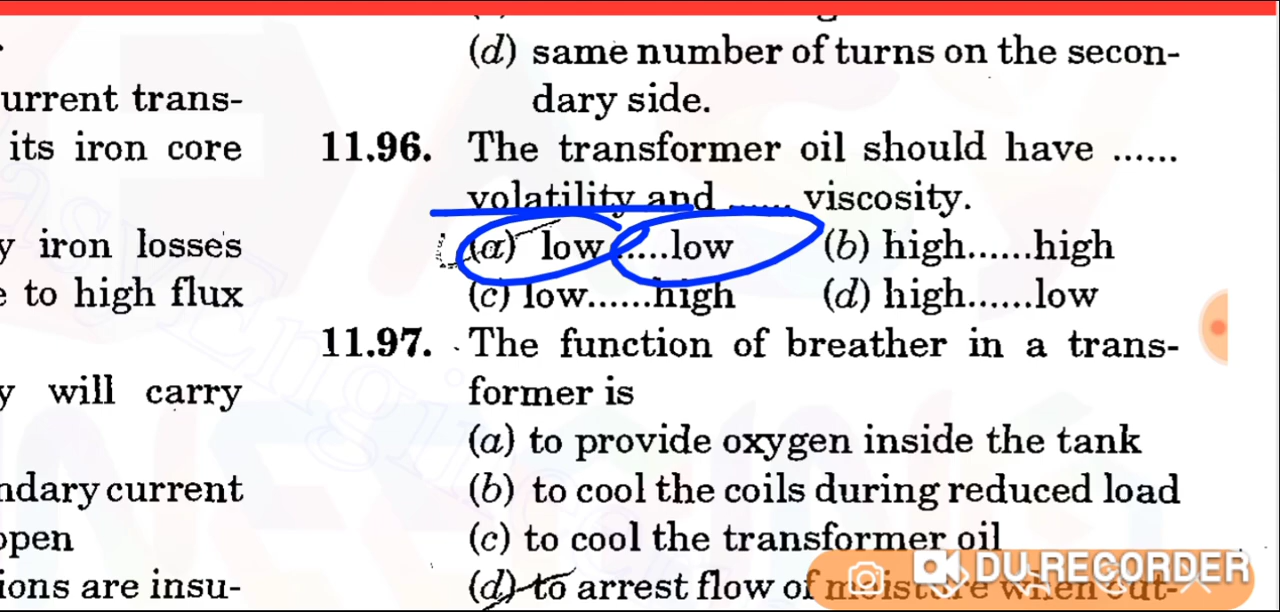 (d) same number of turns on the secon-
dary side.
urrent trans-
its iron core
y iron losses
e to high flux
y will carry
ndary current
open
ions are insu-
11.96. The transformer oil should have ......
volatility and ...... viscosity.
(a) low.....low (b) high......high
(c) low......high (d) high......low
11.97. The function of breather in a trans-
former is
(a) to provide oxygen inside the tank
(b) to cool the coils during reduced load
(c) to cool the transformer oil
(d) to arrest flow of moisture when out-
DU RECORDER